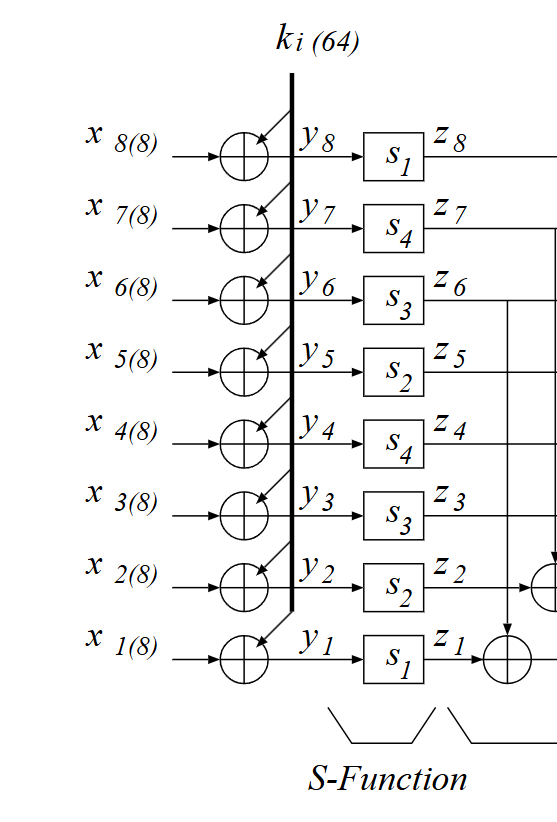 k i (64)
x 8(8) y 8 s 1 z 8
x 7(8) y 7 s 4 z 7
x 6(8) y 6 s 3 z 6
x 5(8) y 5 s 2 z 5
x 4(8) y 4 s 4 z 4
x 3(8) y 3 s 3 z 3
x 2(8) y 2 s 2 z 2
x 1(8) y 1 s 1 z 1
S-Function